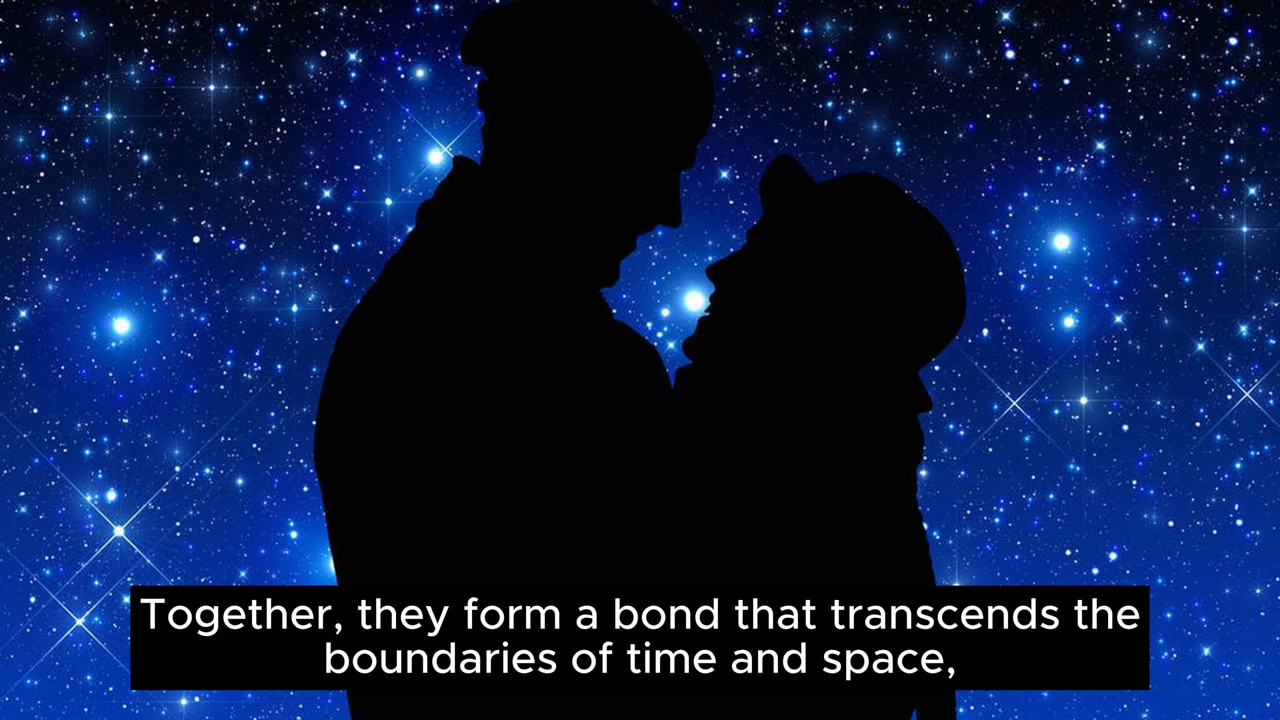 Together, they form a bond that transcends the
boundaries of time and space,